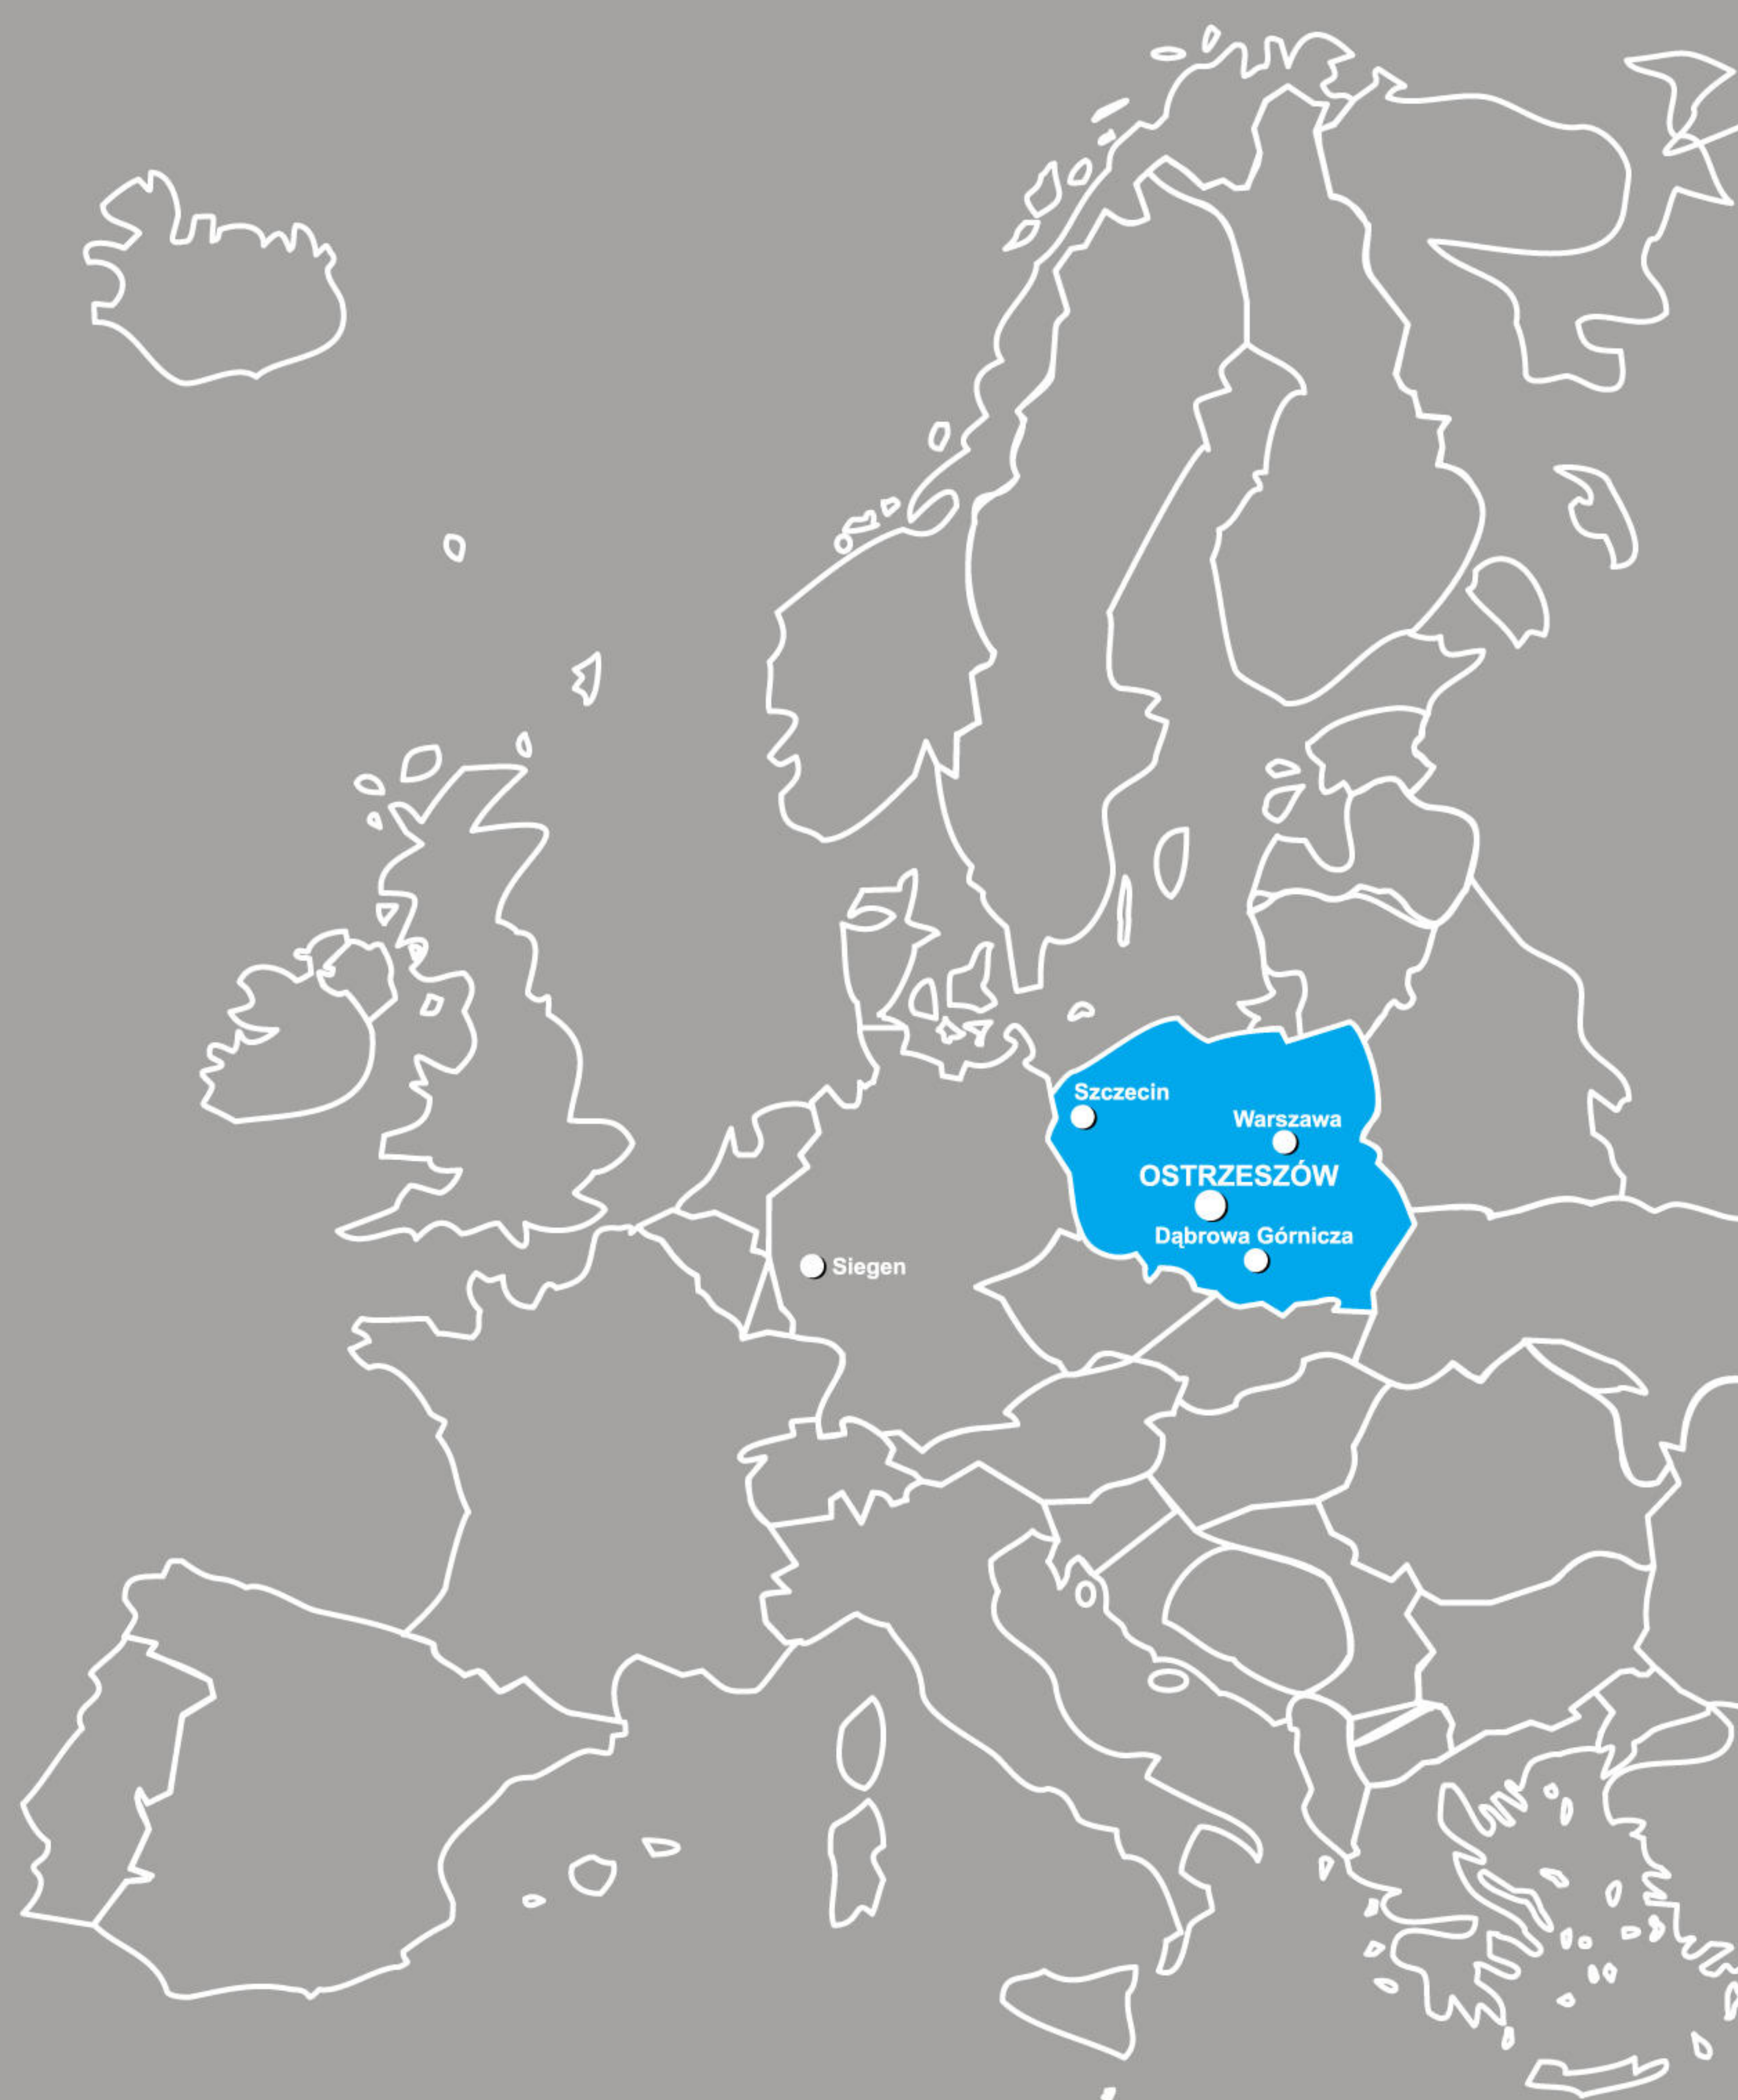 Szczecin
Warszawa
OSTRZESZÓW
Dąbrowa Górnicza
Siegen